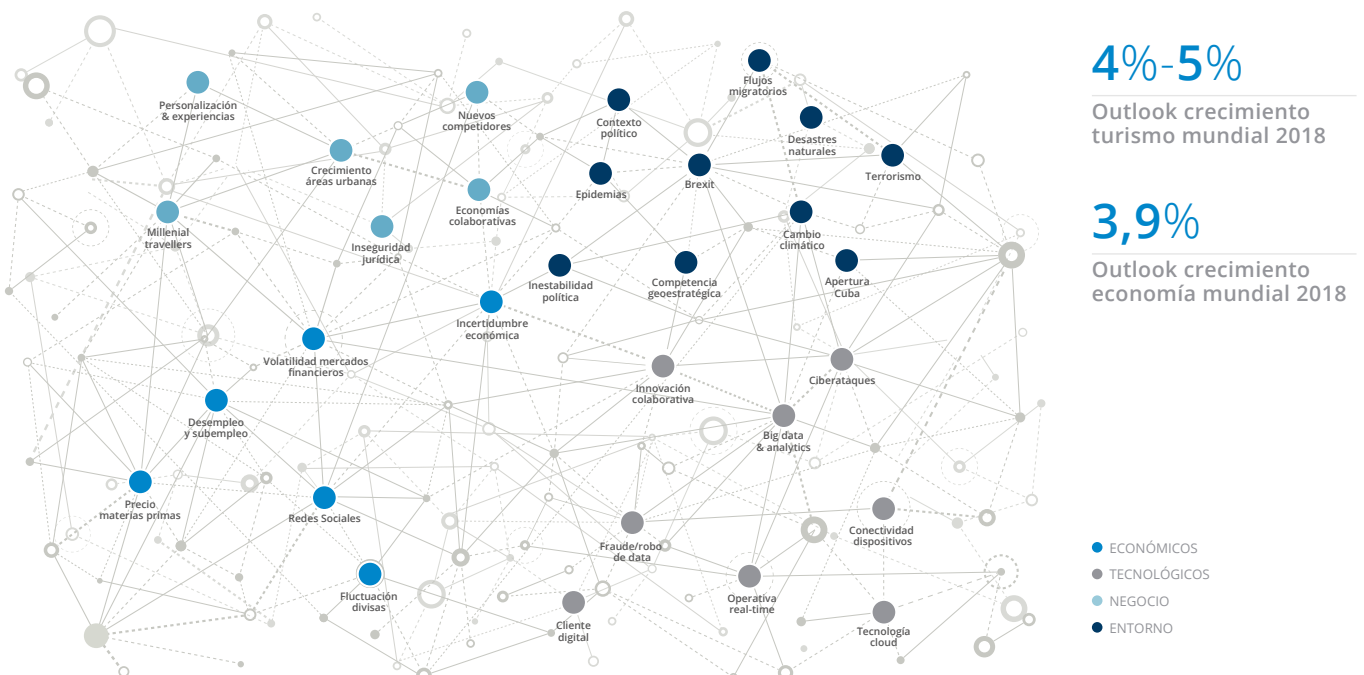 Personalización
& experiencias
Nuevos
competidores
Contexto
político
Flujos
migratorios
Desastres
naturales
Crecimiento
áreas urbanas
Economías
colaborativas
Epidemias
Brexit
Terrorismo
Millenial
travellers
Inseguridad
jurídica
Cambio
climático
Inestabilidad
política
Competencia
geoestratégica
Apertura
Cuba
Incertidumbre
económica
Volatilidad mercados
financieros
Innovación
colaborativa
Ciberataques
Desempleo
y subempleo
Big data
& analytics
Precio
materías primas
Redes Sociales
Fraude/robo
de data
Conectividad
dispositivos
Fluctuación
divisas
Cliente
digital
Operativa
real-time
Tecnología
cloud
4%-5%
Outlook crecimiento
turismo mundial 2018
3,9%
Outlook crecimiento
economía mundial 2018
ECONÓMICOS
TECNOLÓGICOS
NEGOCIO
ENTORNO